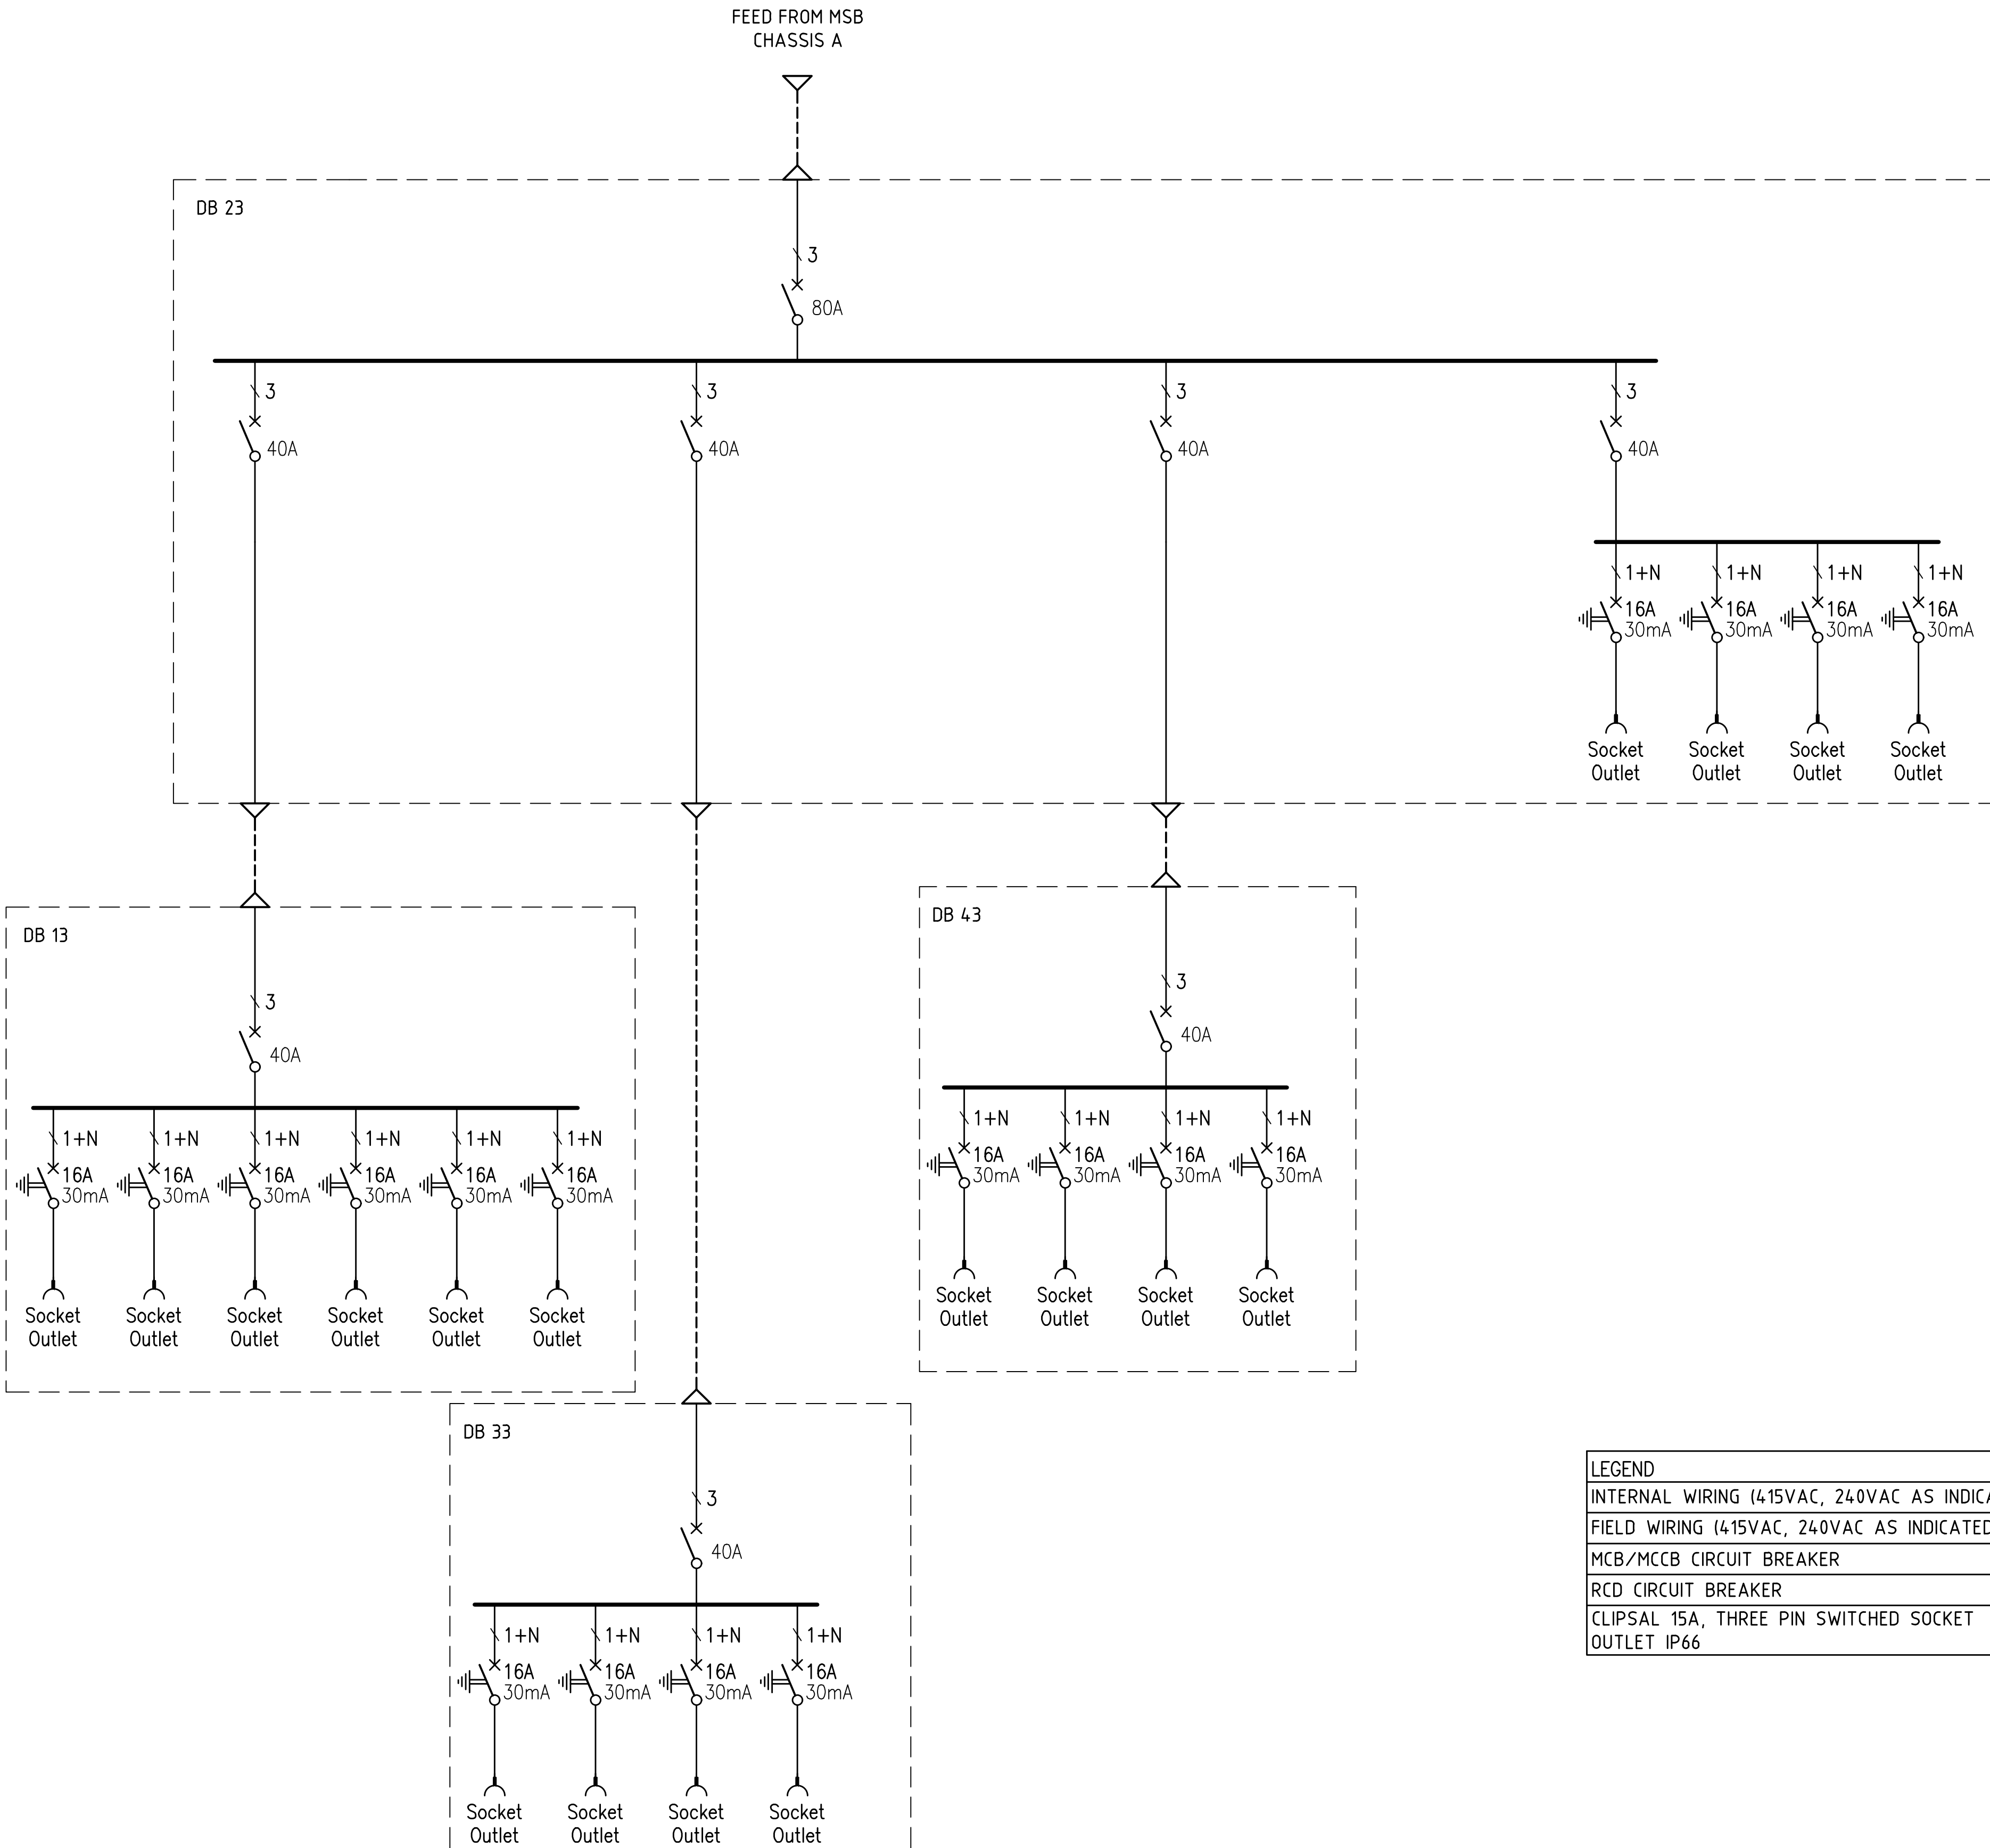 FEED FROM MSB
CHASSIS A
DB 23
3
80A
3
3
3
3
40A
40A
40A
40A
1+N
1+N
1+N
1+N
16A
16A
16A
16A
30mA
30mA
30mA
30mA
Socket
Outlet
Socket
Outlet
Socket
Outlet
Socket
Outlet
DB 13
3
40A
1+N
1+N
1+N
1+N
1+N
1+N
16A
16A
16A
16A
16A
16A
30mA
30mA
30mA
30mA
30mA
30mA
Socket
Outlet
Socket
Outlet
Socket
Outlet
Socket
Outlet
Socket
Outlet
Socket
Outlet
DB 43
3
40A
1+N
1+N
1+N
1+N
16A
16A
16A
16A
30mA
30mA
30mA
30mA
Socket
Outlet
Socket
Outlet
Socket
Outlet
Socket
Outlet
DB 33
3
40A
1+N
1+N
1+N
1+N
16A
16A
16A
16A
30mA
30mA
30mA
30mA
Socket
Outlet
Socket
Outlet
Socket
Outlet
Socket
Outlet
LEGEND
INTERNAL WIRING (415VAC, 240VAC AS
FIELD WIRING (415VAC, 240VAC AS INDICATED
MCB/MCCB CIRCUIT BREAKER
RCD CIRCUIT BREAKER
CLIPSAL 15A, THREE PIN SWITCHED SOCKET
OUTLET IP66